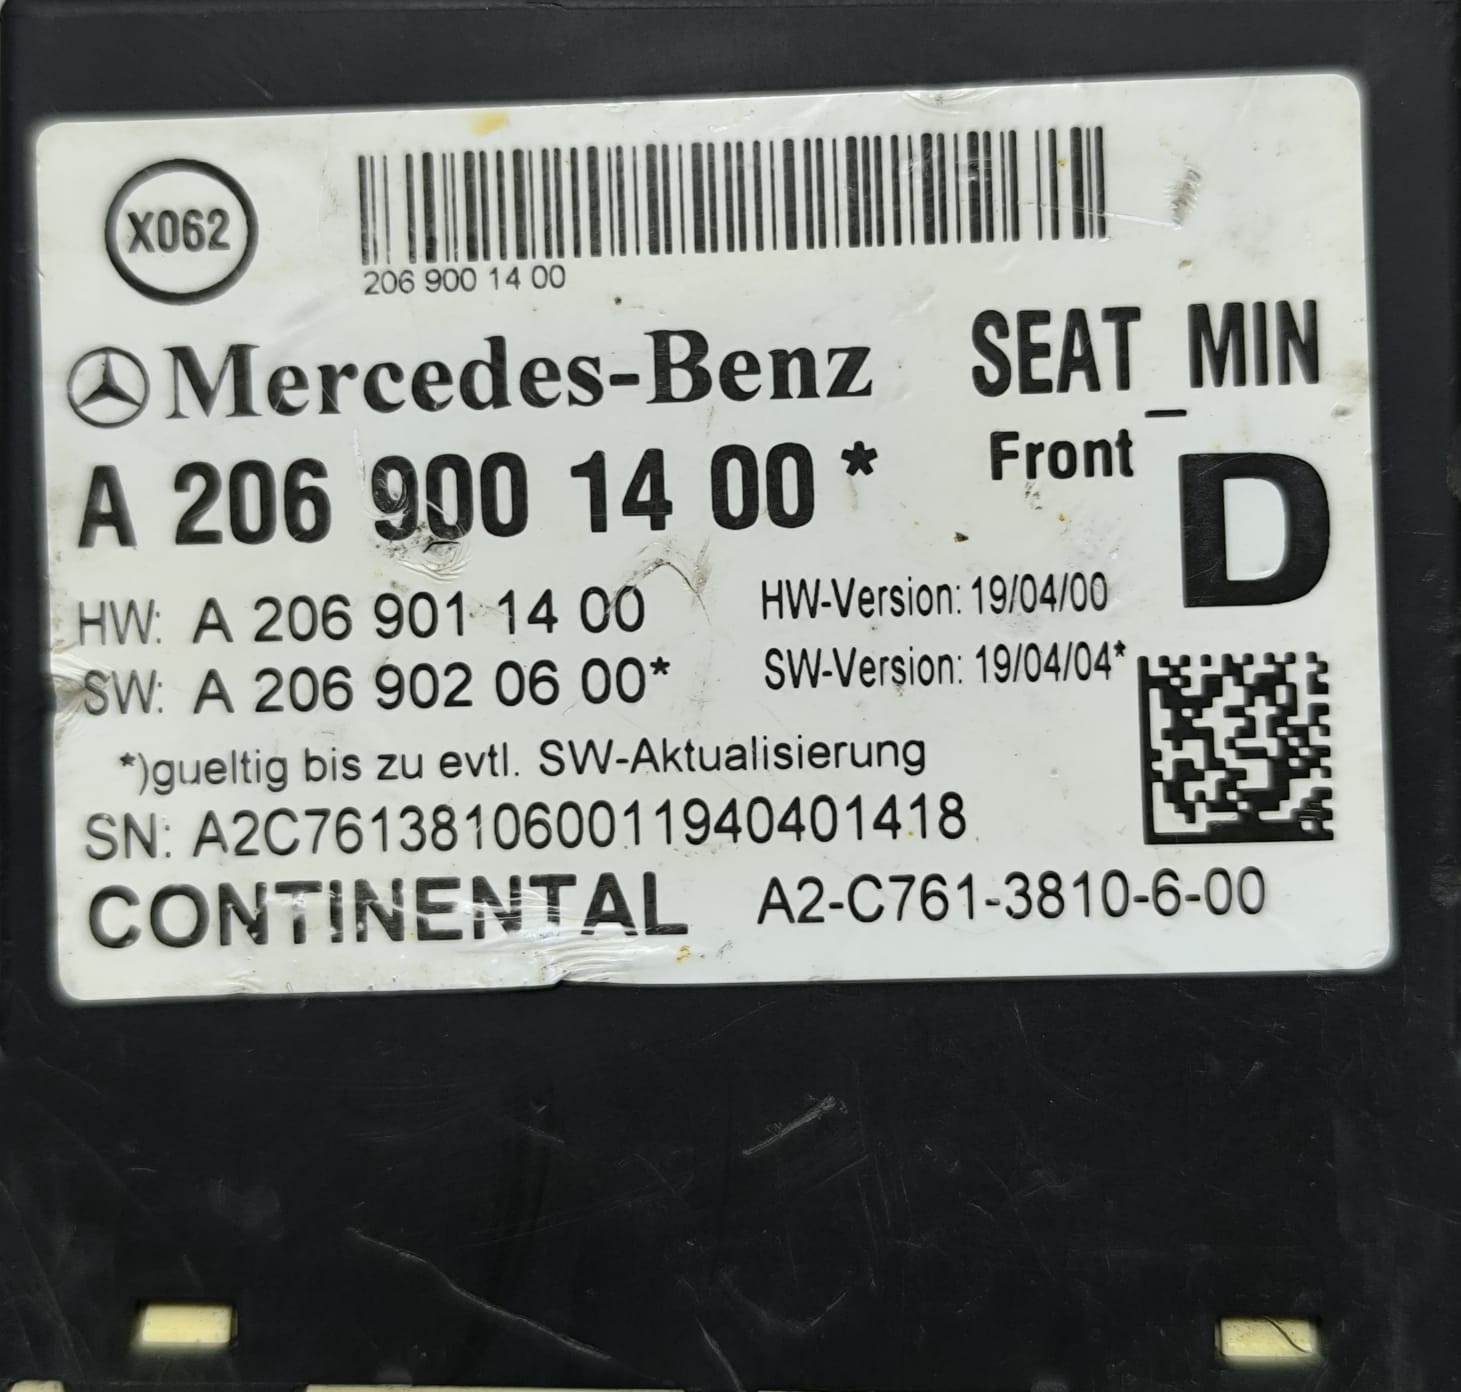 X062
206 900 14 00
Mercedes-Benz
SEAT_MIN
A 206 900 14 00 *
Front
D
HW: A 206 901 14 00
HW-Version: 19/04/00
SW: A 206 902 06 00*
SW-Version: 19/04/04*
*)gueltig bis zu evtl. SW-Aktualisierung
SN: A2C76138106001194040​1418
CONTINENTAL
A2-C761-3810-6-00